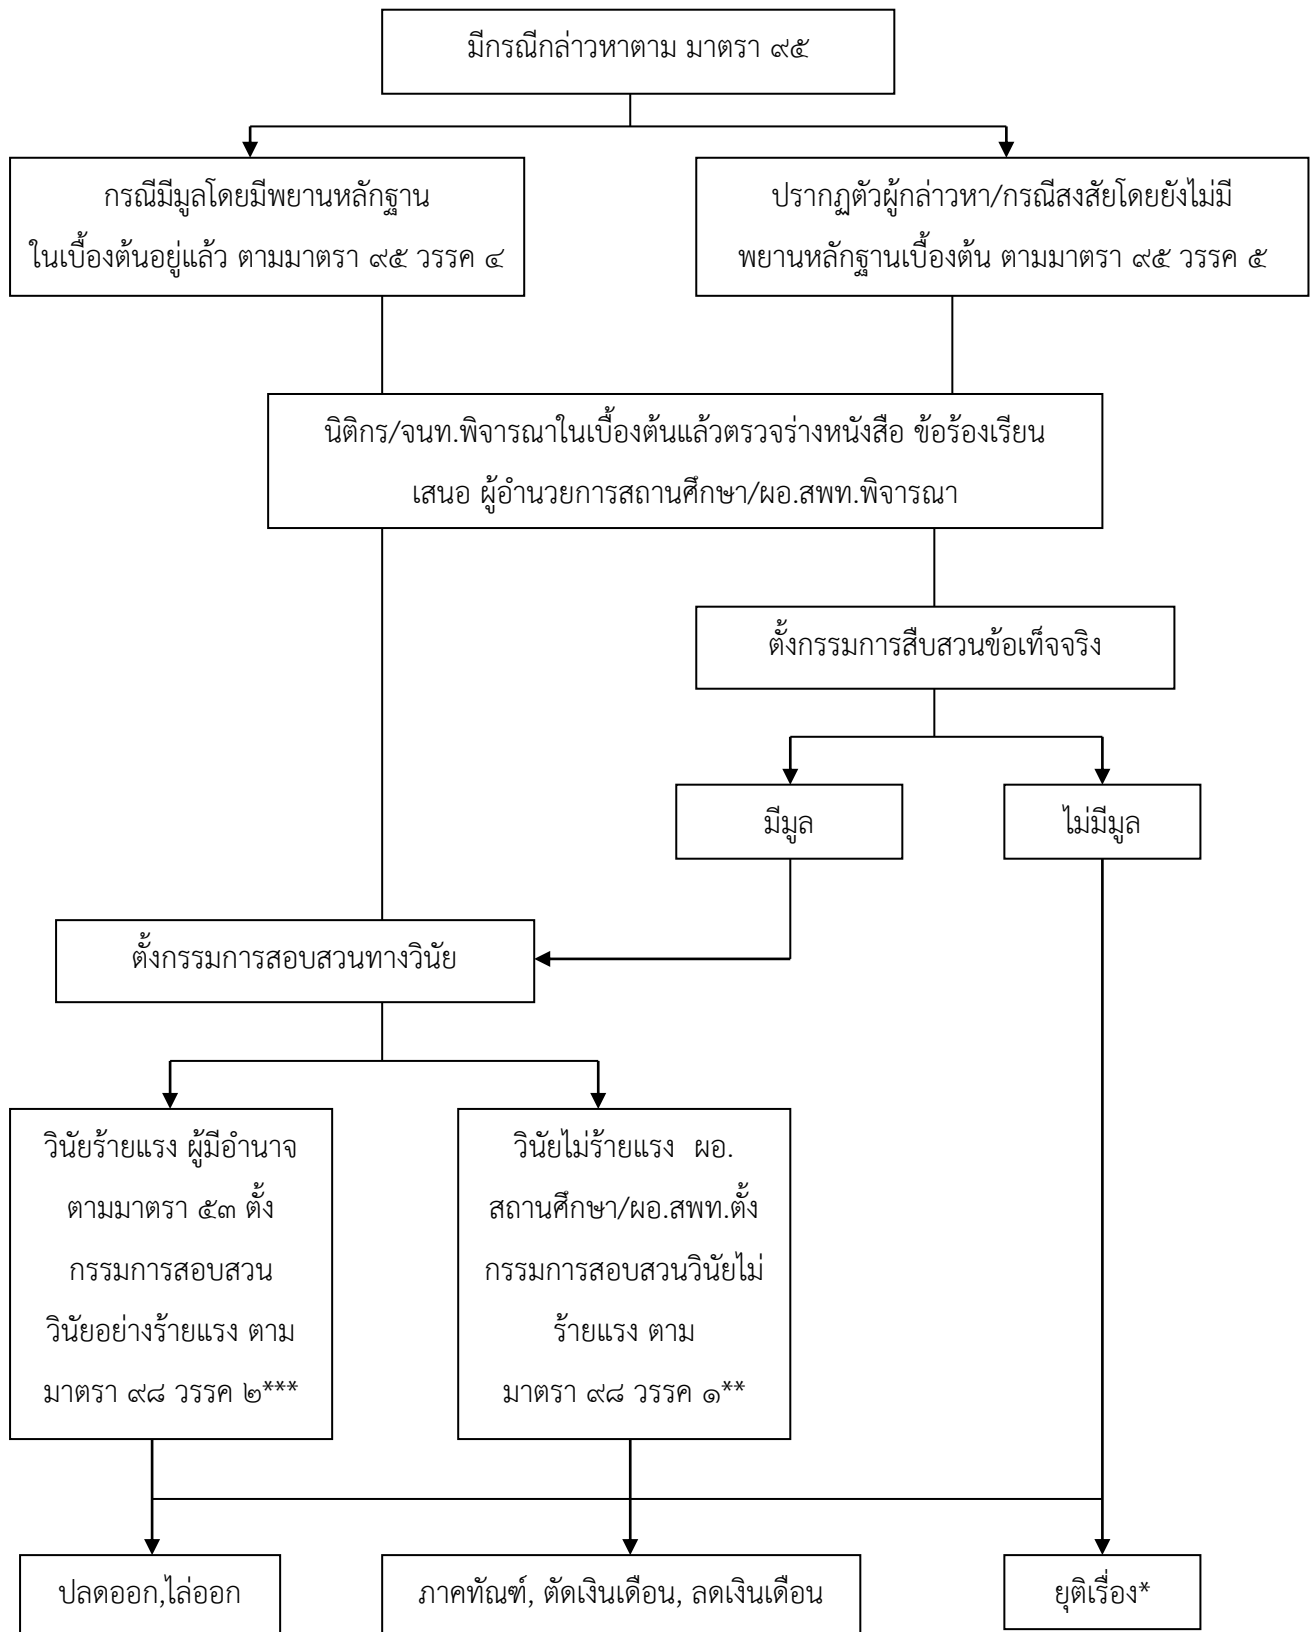 มีกรณีกล่าวหาตาม มาตรา ๙๕
กรณีมีมูลโดยมีพยานหลักฐาน
ในเบื้องต้นอยู่แล้ว ตามมาตรา ๙๕ วรรค ๔
ปรากฏตัวผู้กล่าวหา/กรณีสงสัยโดยยังไม่มี
พยานหลักฐานเบื้องต้น ตามมาตรา ๙๕ วรรค ๕
นิติกร/จนท.พิจารณาในเบื้องต้นแล้วตรวจร่างหนังสือ ข้อร้องเรียน
เสนอ ผู้อำนวยการสถานศึกษา/ผอ.สพท.พิจารณา
ตั้งกรรมการสืบสวนข้อเท็จจริง
มีมูล
ไม่มีมูล
ตั้งกรรมการสอบสวนทางวินัย
วินัยร้ายแรง ผู้มีอำนาจ
ตามมาตรา ๕๓ ตั้ง
กรรมการสอบสวน
วินัยอย่างร้ายแรง ตาม
มาตรา ๙๘ วรรค ๒***
วินัยไม่ร้ายแรง  ผอ.
สถานศึกษา/ผอ.สพท.ตั้ง
กรรมการสอบสวนวินัยไม่
ร้ายแรง ตาม
มาตรา ๙๘ วรรค ๑**
ปลดออก,ไล่ออก
ภาคทัณฑ์, ตัดเงินเดือน, ลดเงินเดือน
ยุติเรื่อง*